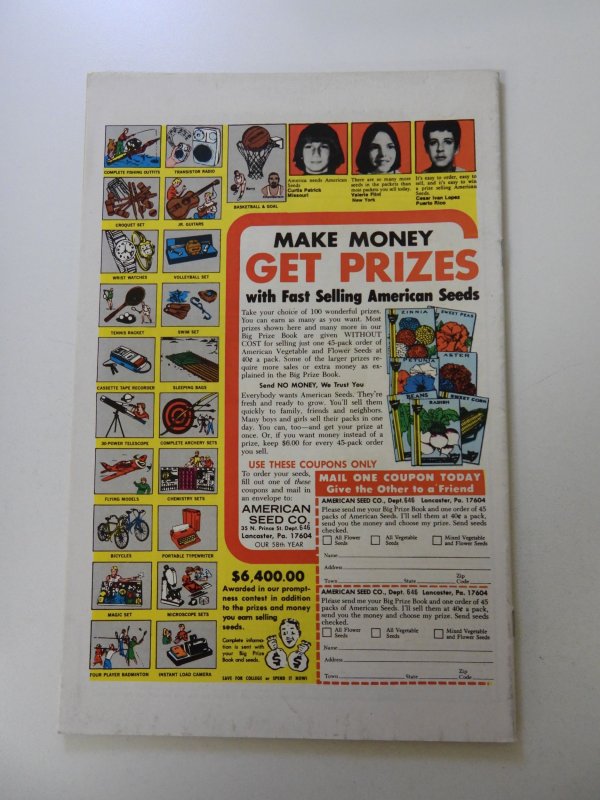 COMPLETE FISHING OUTFITS
TRANSISTOR RADIO
BASKETBALL & GOAL
America needs American
Seeds
Curtis Patrick
Missouri
There are so many more
seeds in the packets than
most packets you sell today.
Valerie Flint
New York
It's easy to order, easy to
sell, and it's easy to win
a prize selling American
Seeds.
Cesar Ivan Lopez
Puerto Rico
CROQUET SET
JR. GUITARS
WRIST WATCHES
VOLLEYBALL SET
TENNIS RACKET
SWIM SET
CASSETTE TAPE RECORDER
SLEEPING BAGS
30-POWER TELESCOPE
COMPLETE ARCHERY SETS
FLYING MODELS
CHEMISTRY SETS
BICYCLES
PORTABLE TYPEWRITER
MAGIC SET
MICROSCOPE SETS
FOUR PLAYER BADMINTON
INSTANT LOAD CAMERA
MAKE MONEY
GET PRIZES
with Fast Selling American Seeds
Take your choice of 100 wonderful prizes.
You can earn as many as you want. Most
prizes shown here and many more in our
Big Prize Book are given WITHOUT
COST for selling just one 45-pack order of
American Vegetable and Flower Seeds at
40¢ a pack. Some of the larger prizes re-
quire more sales or extra money as ex-
plained in the Big Prize Book.
Send NO MONEY, We Trust You
Everybody wants American Seeds. They're
fresh and ready to grow. You'll sell them
quickly to family, friends and neighbors.
Many boys and girls sell their packs in one
day. You can, too—and get your prize at
once. Or, if you want money instead of a
prize, keep $6.00 for every 45-pack order
you sell.
ZINNIA
SWEET PEAS
PETUNIA
ASTER
BEANS
RADISH
SWEET CORN
USE THESE COUPONS ONLY
To order your seeds,
fill out one of these
coupons and mail in
an envelope to:
AMERICAN
SEED CO.
35 N. Prince St. Dept. 646
Lancaster, Pa. 17604
OUR 58th YEAR
MAIL ONE COUPON TODAY
Give the Other to a Friend
AMERICAN SEED CO., Dept. 646 Lancaster, Pa. 17604
Please send me your Big Prize Book and one order of 45
packs of American Seeds. I'll sell them at 40¢ a pack,
send you the money and choose my prize. Send seeds
checked.
All Flower
Seeds
All Vegetable
Seeds
Mixed Vegetable
and Flower Seeds
Name
Address
Town State Zip Code
AMERICAN SEED CO., Dept. 646 Lancaster, Pa. 17604
Please send me your Big Prize Book and one order of 45
packs of American Seeds. I'll sell them at 40¢ a pack,
send you the money and choose my prize. Send seeds
checked.
All Flower
Seeds
All Vegetable
Seeds
Mixed Vegetable
and Flower Seeds
Name
Address
Town State Zip Code
$6,400.00
Awarded in our prompt-
ness contest in addition
to the prizes and money
you earn selling
seeds.
Complete informa-
tion is sent with
your Big Prize
Book and seeds.
$ $
SAVE FOR COLLEGE or SPEND IT NOW!